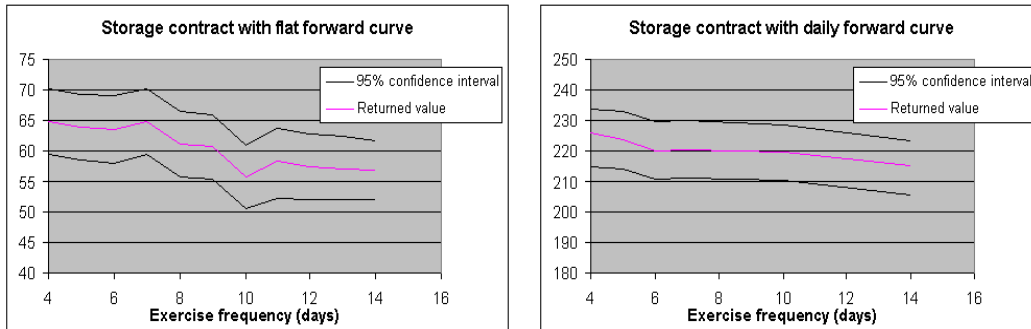 Storage contract with flat forward curve
75
70
65
60
55
50
45
40
4 6 8 10 12 14 16
Exercise frequency (days)
95% confidence interval
Returned value
Storage contract with daily forward curve
250
240
230
220
210
200
190
180
4 6 8 10 12 14 16
Exercise frequency (days)
95% confidence interval
Returned value